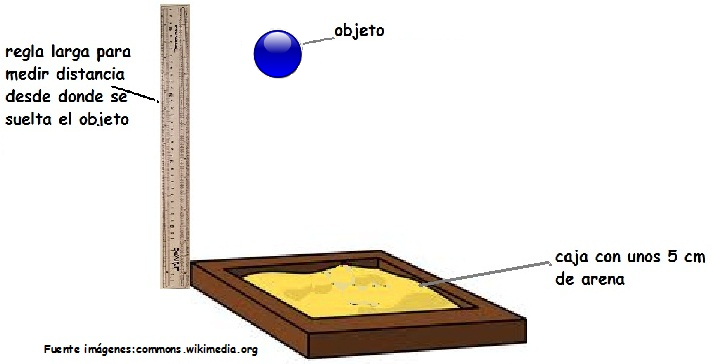 objeto
regla larga para
medir distancia
desde donde se
suelta el objeto
caja con unos 5 cm
de arena
Fuente imágenes:commons.wikimedia.org